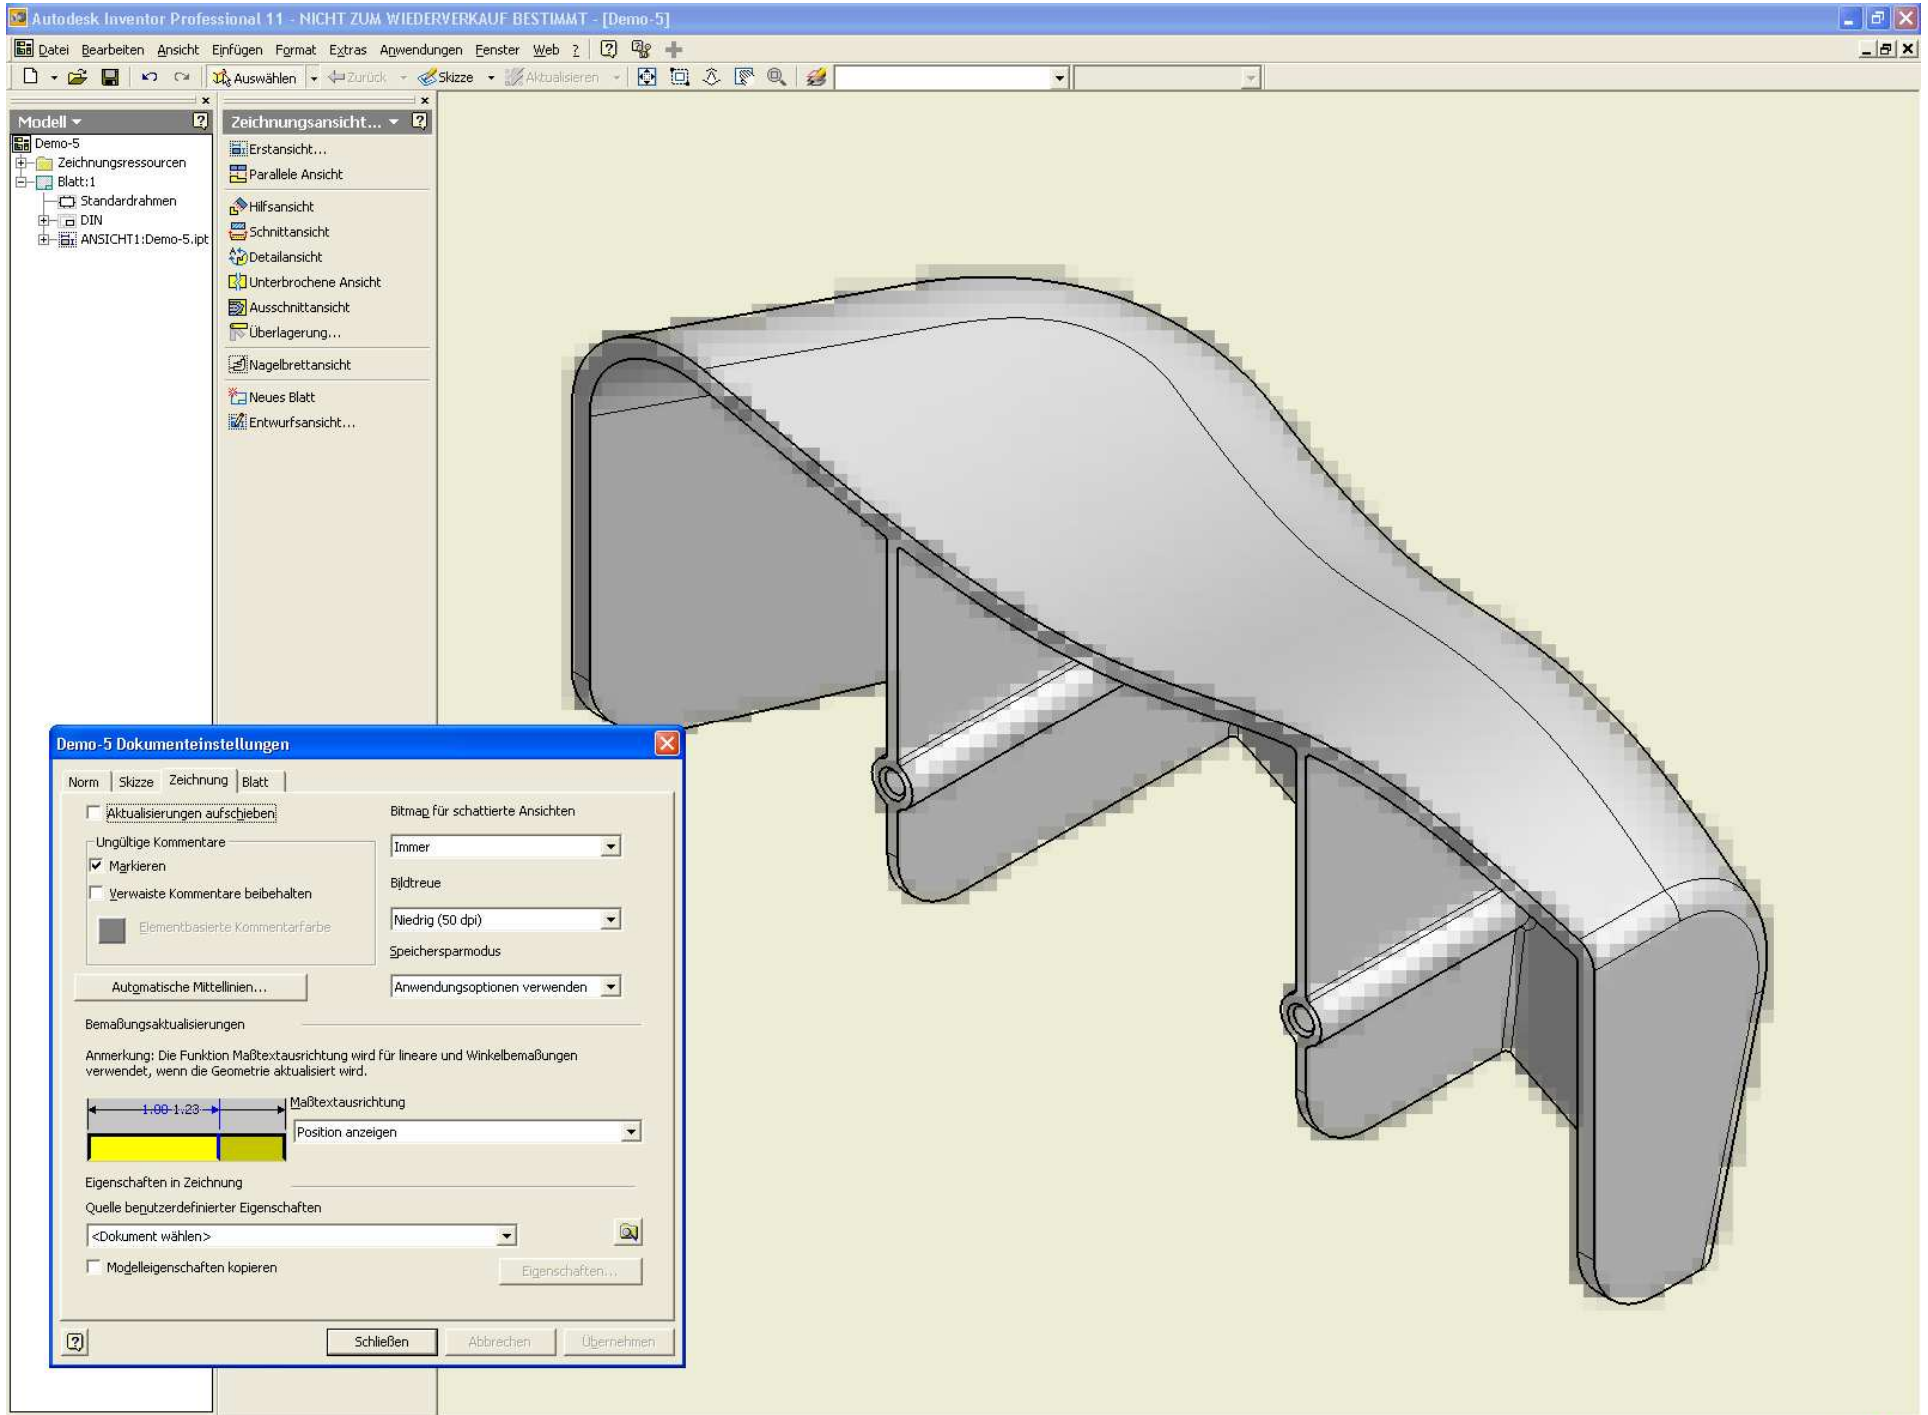 Autodesk Inventor Professional 11 - NICHT ZUM WIEDERVERKAUF BESTIMMT - [Demo-5]
Datei Bearbeiten Ansicht Einfügen Format Extras Anwendungen Fenster Web ?
Auswählen Zurück Skizze Aktualisieren
Modell
Demo-5
Zeichnungsressourcen
Blatt:1
Standardrahmen
DIN
ANSICHT1:Demo-5.ipt
Zeichnungsansicht...
Erstansicht...
Parallele Ansicht
Hilfsansicht
Schnittansicht
Detailansicht
Unterbrochene Ansicht
Ausschnittansicht
Überlagerung...
Nagelbrettansicht
Neues Blatt
Entwurfsansicht...
Demo-5 Dokumenteinstellungen
Norm Skizze Zeichnung Blatt
Aktualisierungen aufschieben
Ungültige Kommentare
Markieren
Verwaiste Kommentare beibehalten
Elementbasierte Kommentarfarbe
Automatische Mittellinien...
Bitmap für schattierte Ansichten
Immer
Bildtreue
Niedrig (50 dpi)
Speichersparmodus
Anwendungsoptionen verwenden
Bemaßungsaktualisierungen
Anmerkung: Die Funktion Maßtextausrichtung wird für lineare und Winkelbemaßungen
verwendet, wenn die Geometrie aktualisiert wird.
1.00 1.23
Maßtextausrichtung
Position anzeigen
Eigenschaften in Zeichnung
Quelle benutzerdefinierter Eigenschaften
<Dokument wählen>
Modelleigenschaften kopieren
Eigenschaften...
Schließen Abbrechen Übernehmen